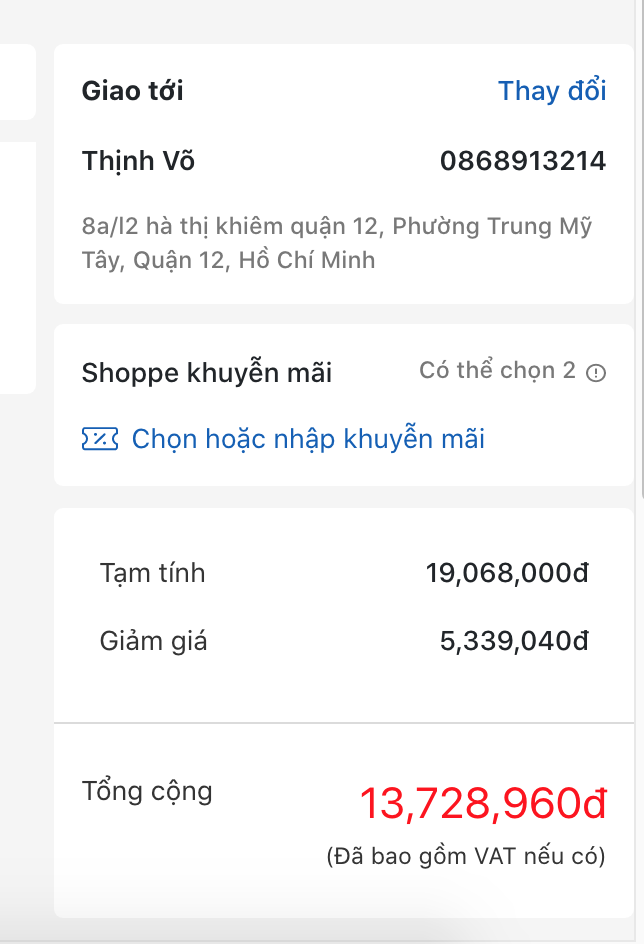 Giao tới
Thay đổi
Thịnh Võ
0868913214
8a/l2 hà thị khiêm quận 12, Phường Trung Mỹ
Tây, Quận 12, Hồ Chí Minh
Shoppe khuyễn mãi
Có thể chọn 2
Chọn hoặc nhập khuyễn mãi
Tạm tính
19,068,000đ
Giảm giá
5,339,040đ
Tổng cộng
13,728,960đ
(Đã bao gồm VAT nếu có)